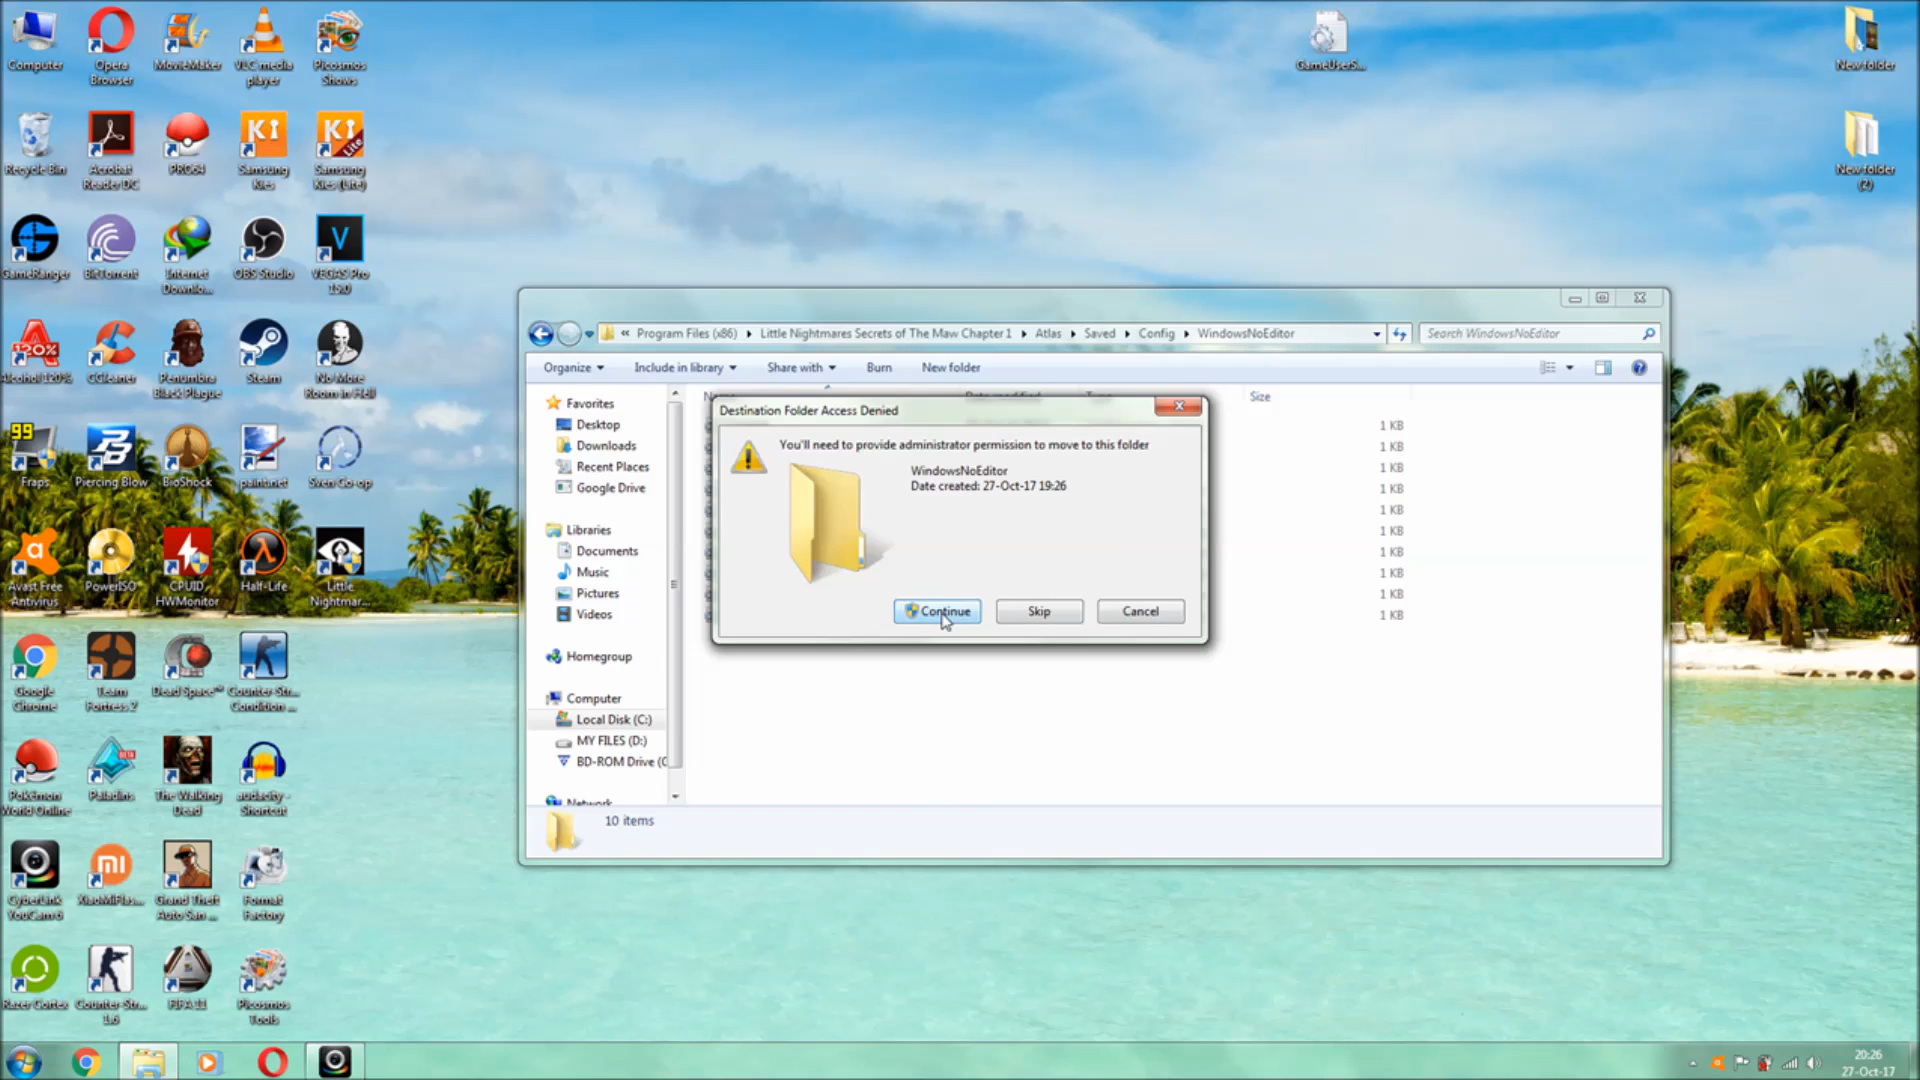 Computer
Opera
Browser
MovieMaker
VLC media
player
Picosmos
Shows
GameUserS...
New folder
Recycle Bin
Acrobat
Reader DC
PRO64
Samsung
Kies
Samsung
Kies (Lite)
New folder
(2)
GameRanger
BitTorrent
Internet
Downlo...
OBS Studio
VEGAS Pro
15.0
Alcohol 120%
CCleaner
Penumbra
Black Plague
Steam
No More
Room in Hell
99
Fraps
Piercing Blow
BioShock
paint.net
Sven Co-op
Avast Free
Antivirus
PowerISO
CPUID
HWMonitor
Half-Life
Little
Nightmar...
Google
Chrome
Team
Fortress 2
Dead Space™
Counter-Str...
Condition ...
Pokémon
World Online
Paladins
The Walking
Dead
audacity -
Shortcut
CyberLink
YouCam 6
XiaoMiFlas...
Grand Theft
Auto San ...
Format
Factory
Razer Cortex
Counter-Str...
1.6
FIFA 11
Picosmos
Tools
« Program Files (x86) Little Nightmares Secrets of The Maw Chapter 1 Atlas Saved Config WindowsNoEditor
Search WindowsNoEditor
Organize Include in library Share with Burn New folder
Size
Favorites
Desktop
Downloads
Recent Places
Google Drive
Libraries
Documents
Music
Pictures
Videos
Homegroup
Computer
Local Disk (C:)
MY FILES (D:)
BD-ROM Drive (
Network
1 KB
1 KB
1 KB
1 KB
1 KB
1 KB
1 KB
1 KB
1 KB
1 KB
Destination Folder Access Denied
You'll need to provide administrator permission to move to this folder
WindowsNoEditor
Date created: 27-Oct-17 19:26
Continue
Skip
Cancel
10 items
20:26
27-Oct-17